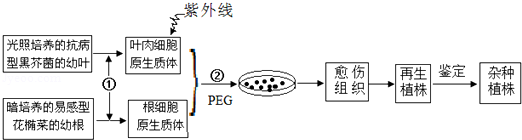 紫外线
光照培养的抗病
型黑芥菌的幼叶
叶肉细胞
原生质体
①
②
PEG
暗培养的易感型
花椭菜的幼根
根细胞
原生质体
愈伤
组织
再生
植株
鉴定
杂种
植株